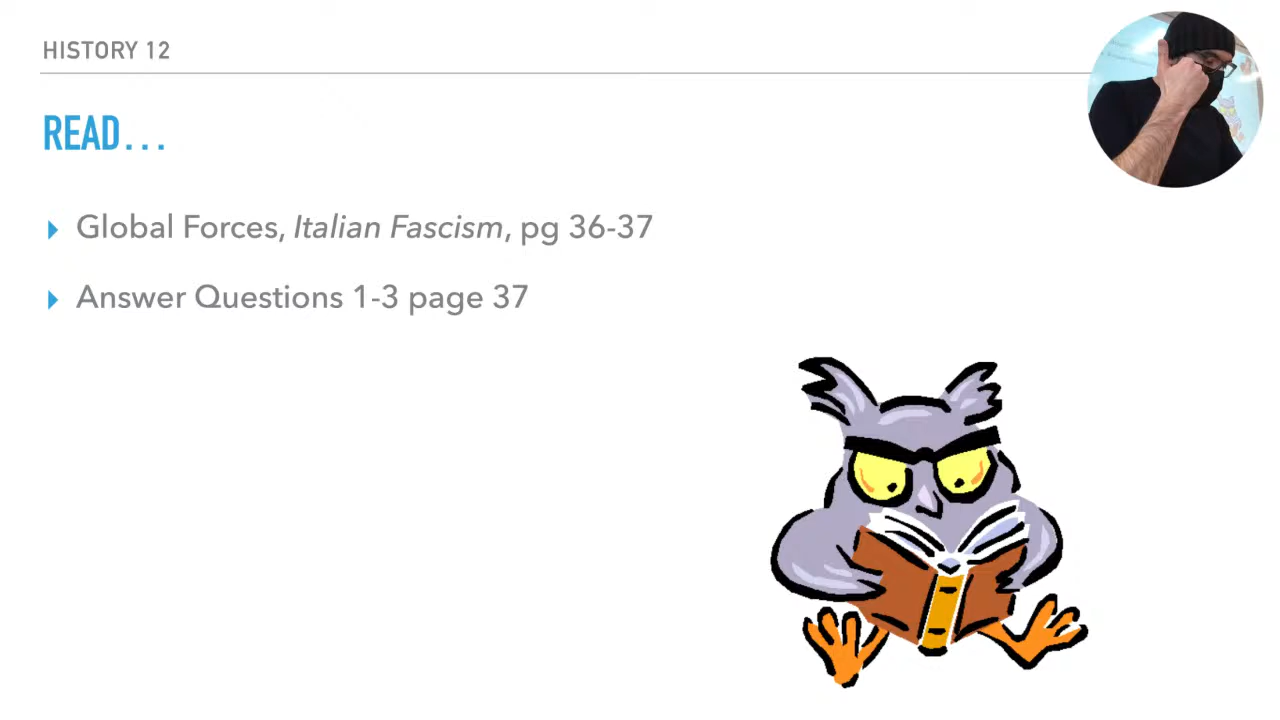 HISTORY 12
READ...
Global Forces, Italian Fascism, pg 36-37
Answer Questions 1-3 page 37